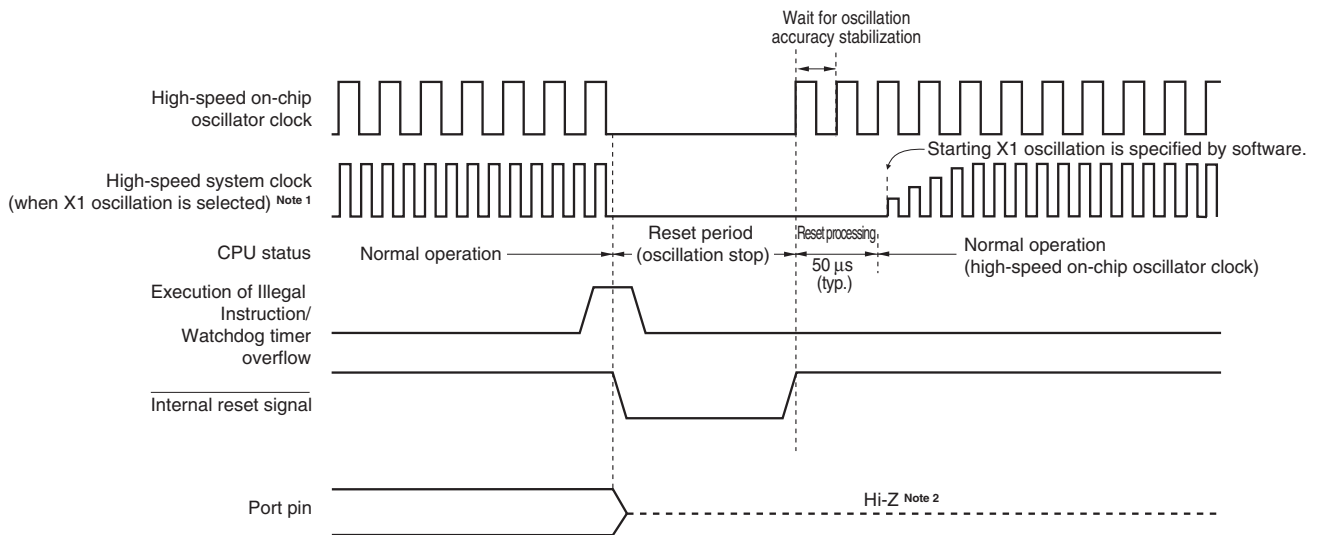 Wait for oscillation
accuracy stabilization
High-speed on-chip
oscillator clock
Starting X1 oscillation is specified by software.
High-speed system clock
(when X1 oscillation is selected) Note 1
CPU status
Normal operation
Reset period
(oscillation stop)
Reset processing
50 μs
(typ.)
Normal operation
(high-speed on-chip oscillator clock)
Execution of Illegal
Instruction/
Watchdog timer
overflow
Internal reset signal
Port pin
Hi-Z Note 2